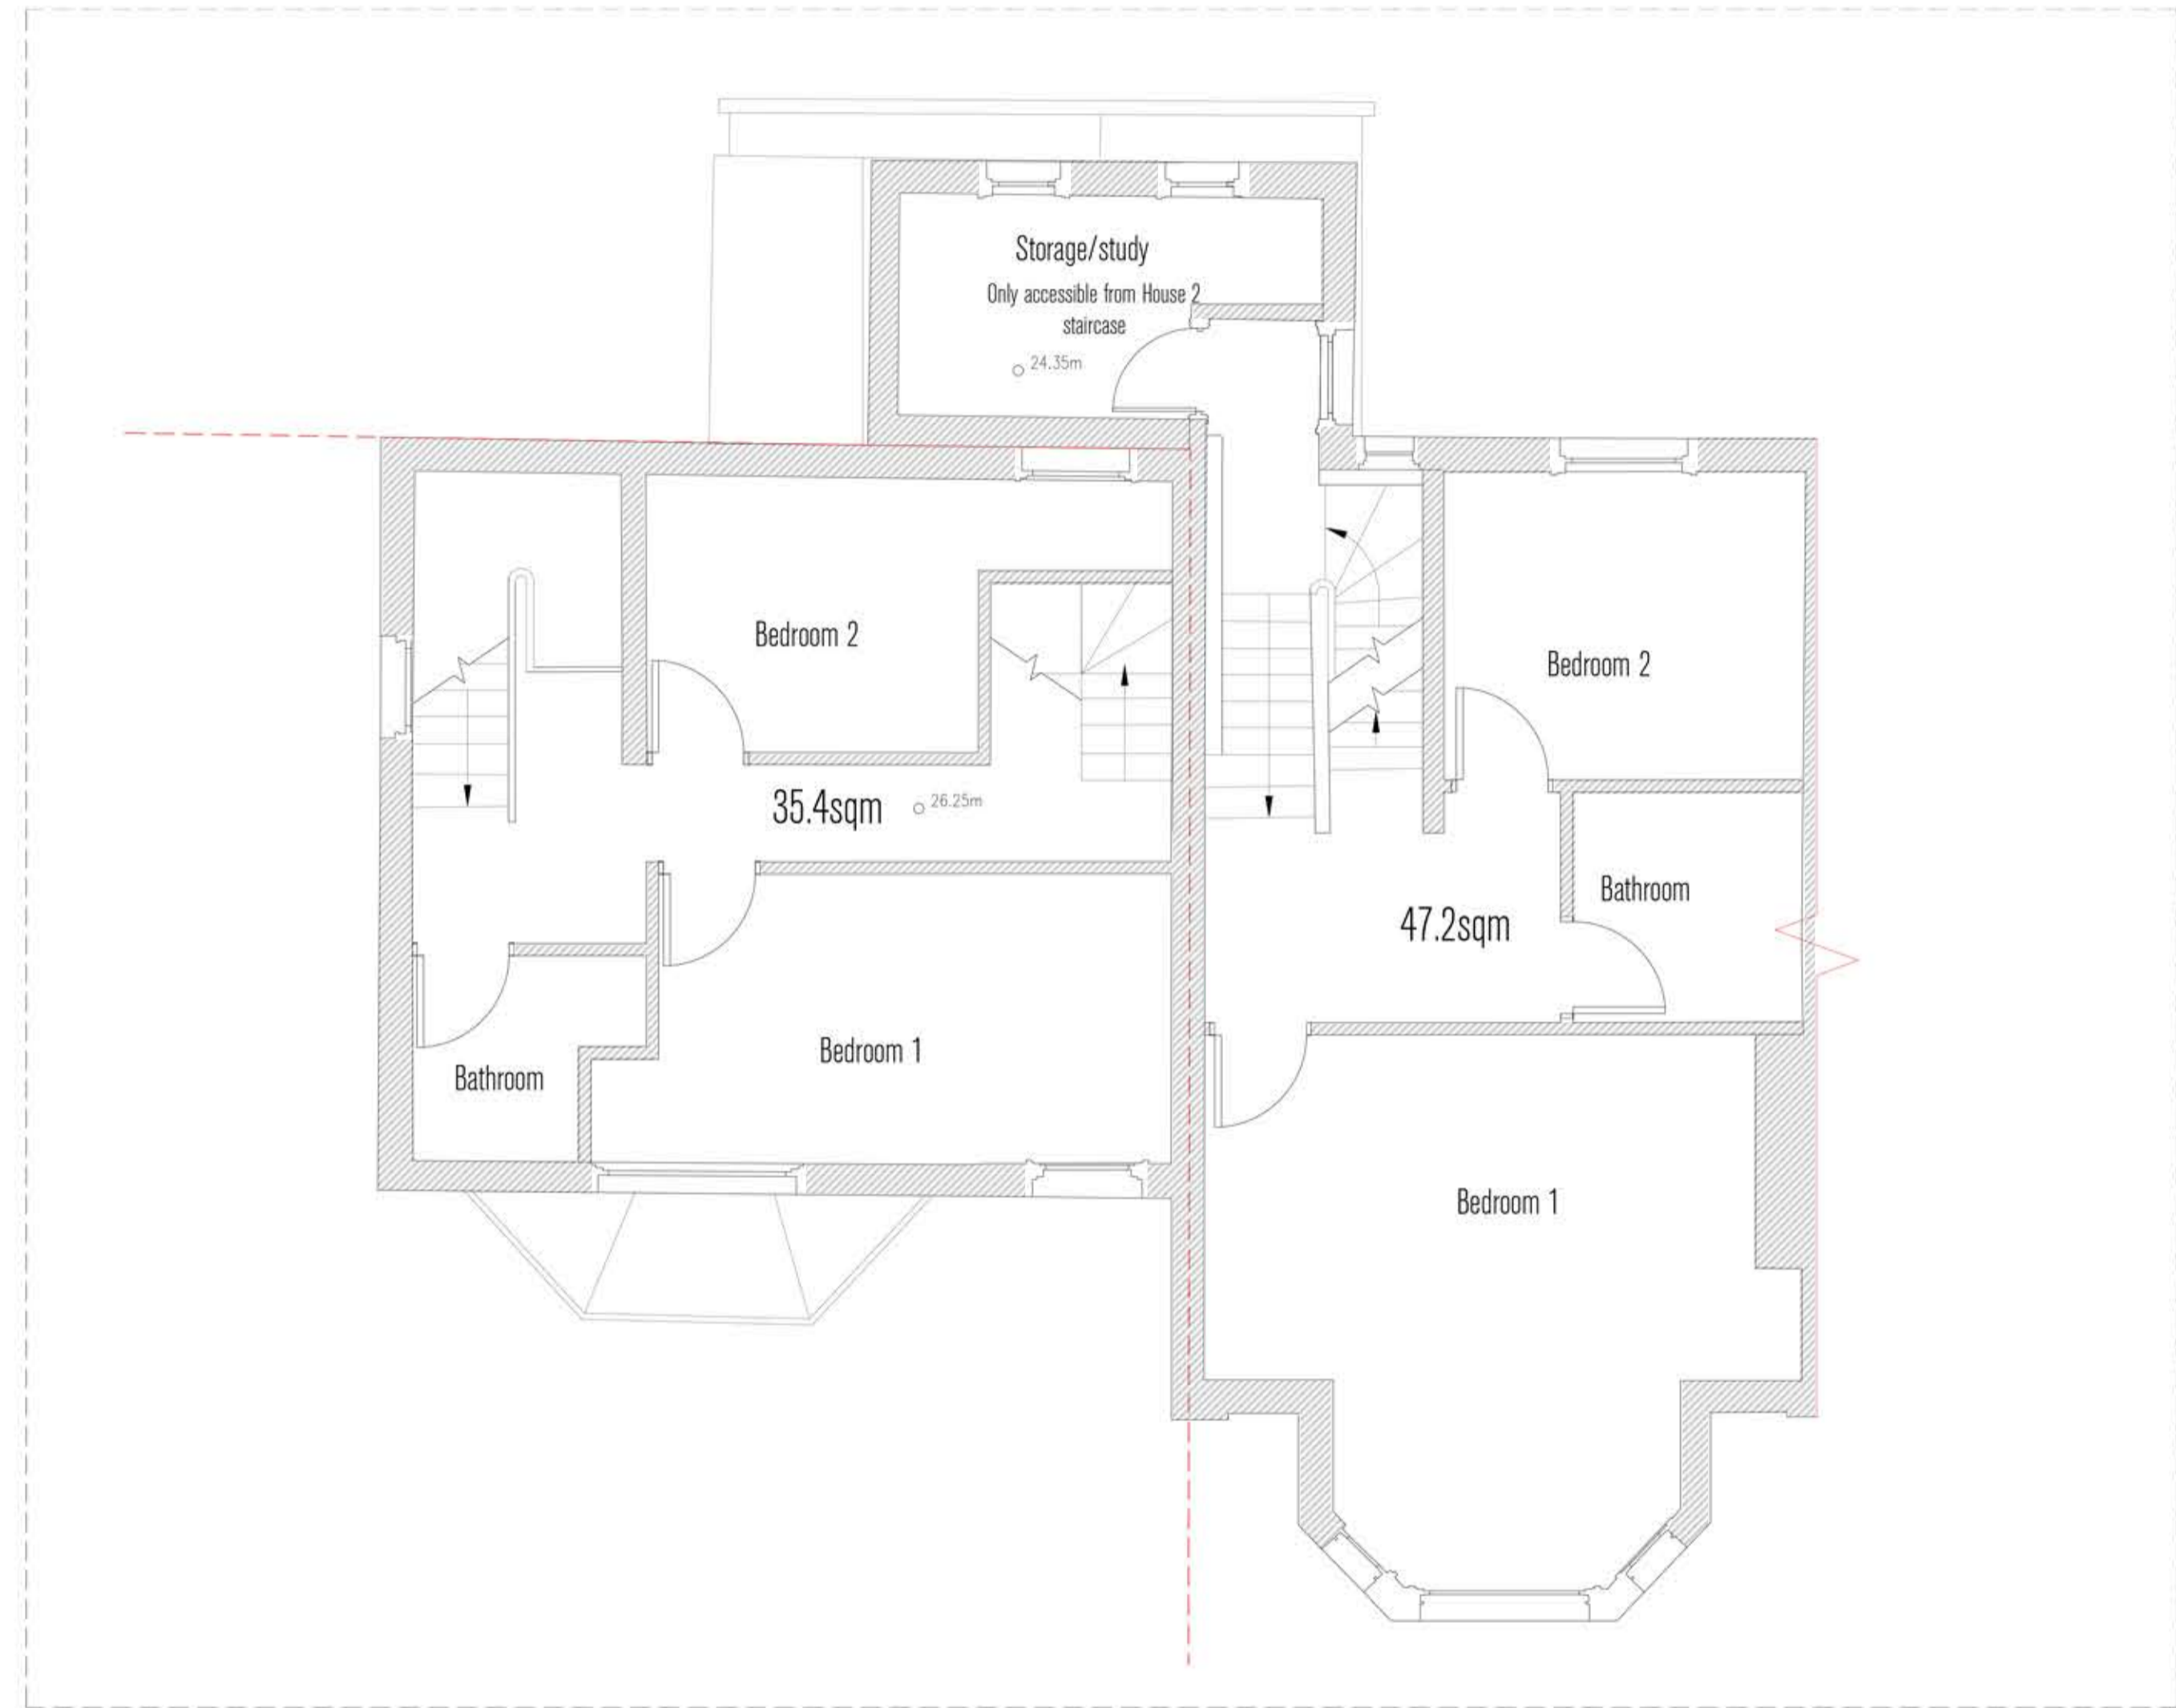 Storage/study
Only accessible from House 2
staircase
24.35m
Bedroom 2
Bedroom 2
35.4sqm
26.25m
Bathroom
47.2sqm
Bedroom 1
Bathroom
Bedroom 1